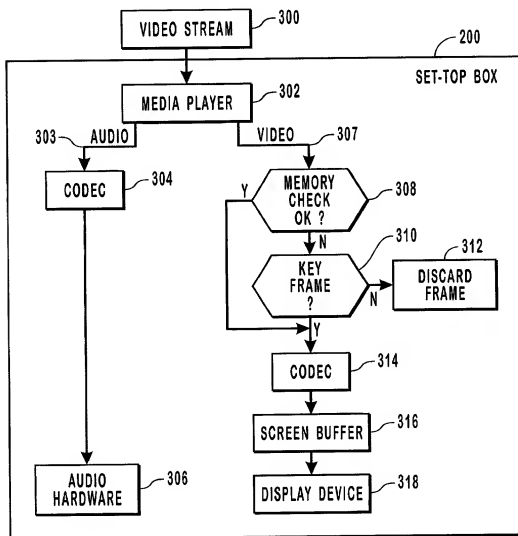 VIDEO STREAM
300
200
SET-TOP BOX
MEDIA PLAYER
302
303
AUDIO
VIDEO
307
CODEC
304
Y
MEMORY
CHECK
OK ?
308
N
310
KEY
FRAME
?
312
DISCARD
FRAME
N
Y
CODEC
314
SCREEN BUFFER
316
AUDIO
HARDWARE
306
DISPLAY DEVICE
318